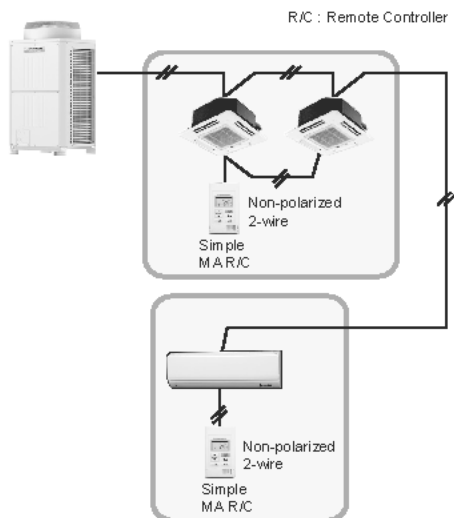 R/C : Remote Controller
Non-polarized
2-wire
Simple
MA R/C
Non-polarized
2-wire
Simple
MA R/C